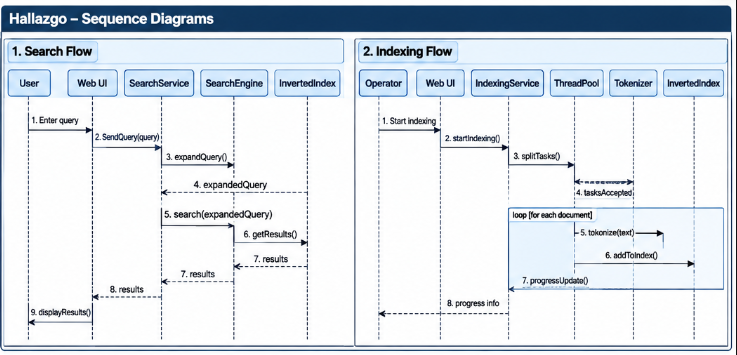 Hallazgo – Sequence Diagrams
1. Search Flow
User
Web UI
SearchService
SearchEngine
InvertedIndex
1. Enter query
2. SendQuery(query)
3. expandQuery()
4. expandedQuery
5. search(expandedQuery)
6. getResults()
7. results
7. results
8. results
9. displayResults()
2. Indexing Flow
Operator
Web UI
IndexingService
ThreadPool
Tokenizer
InvertedIndex
1. Start indexing
2. startIndexing()
3. splitTasks()
4. tasksAccepted
loop [for each document]
5. tokonize(text)
6. addToIndex()
7. progressUpdate()
8. progress info